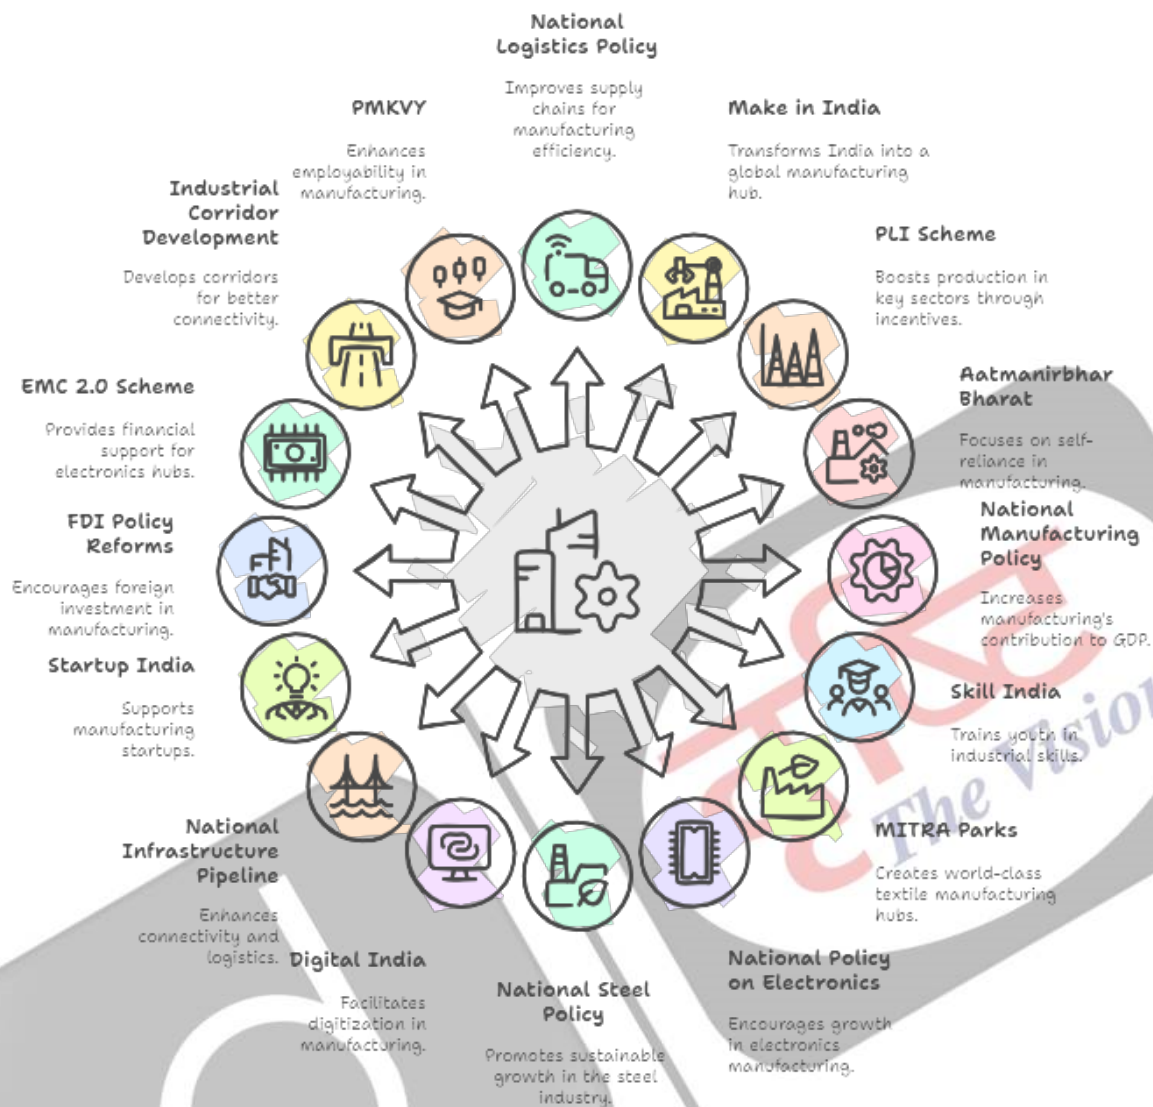 National
Logistics Policy
Improves supply
chains for
manufacturing
efficiency.
Make in India
Transforms India into a
global manufacturing
hub.
PLI Scheme
Boosts production in
key sectors through
incentives.
Aatmanirbhar
Bharat
Focuses on self-
reliance in
manufacturing.
National
Manufacturing
Policy
Increases
manufacturing's
contribution to GDP.
Skill India
Trains youth in
industrial skills.
MITRA Parks
Creates world-class
textile manufacturing
hubs.
National Policy
on Electronics
Encourages growth
in electronics
manufacturing.
National Steel
Policy
Promotes sustainable
growth in the steel
industry.
Digital India
Facilitates
digitization in
manufacturing.
National
Infrastructure
Pipeline
Enhances
connectivity and
logistics.
Startup India
Supports
manufacturing
startups.
FDI Policy
Reforms
Encourages foreign
investment in
manufacturing.
EMC 2.0 Scheme
Provides financial
support for
electronics hubs.
Industrial
Corridor
Development
Develops corridors
for better
connectivity.
PMKVY
Enhances
employability in
manufacturing.
The Vision